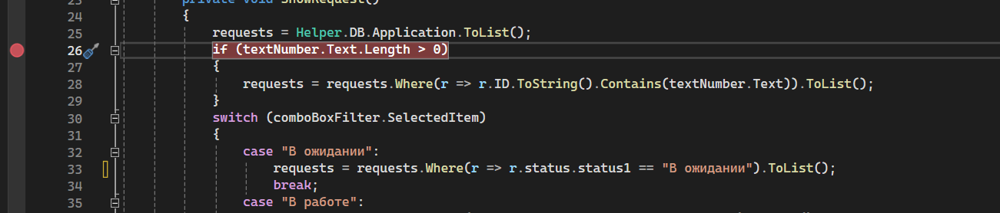 23 private void ShowRequest()
24 {
25 requests = Helper.DB.Application.ToList();
26 if (textNumber.Text.Length > 0)
27 {
28 requests = requests.Where(r => r.ID.ToString().Contains(textNumber.Text)).ToList();
29 }
30 switch (comboBoxFilter.SelectedItem)
31 {
32 case "В ожидании":
33 requests = requests.Where(r => r.status.status1 == "В ожидании").ToList();
34 break;
35 case "В работе":